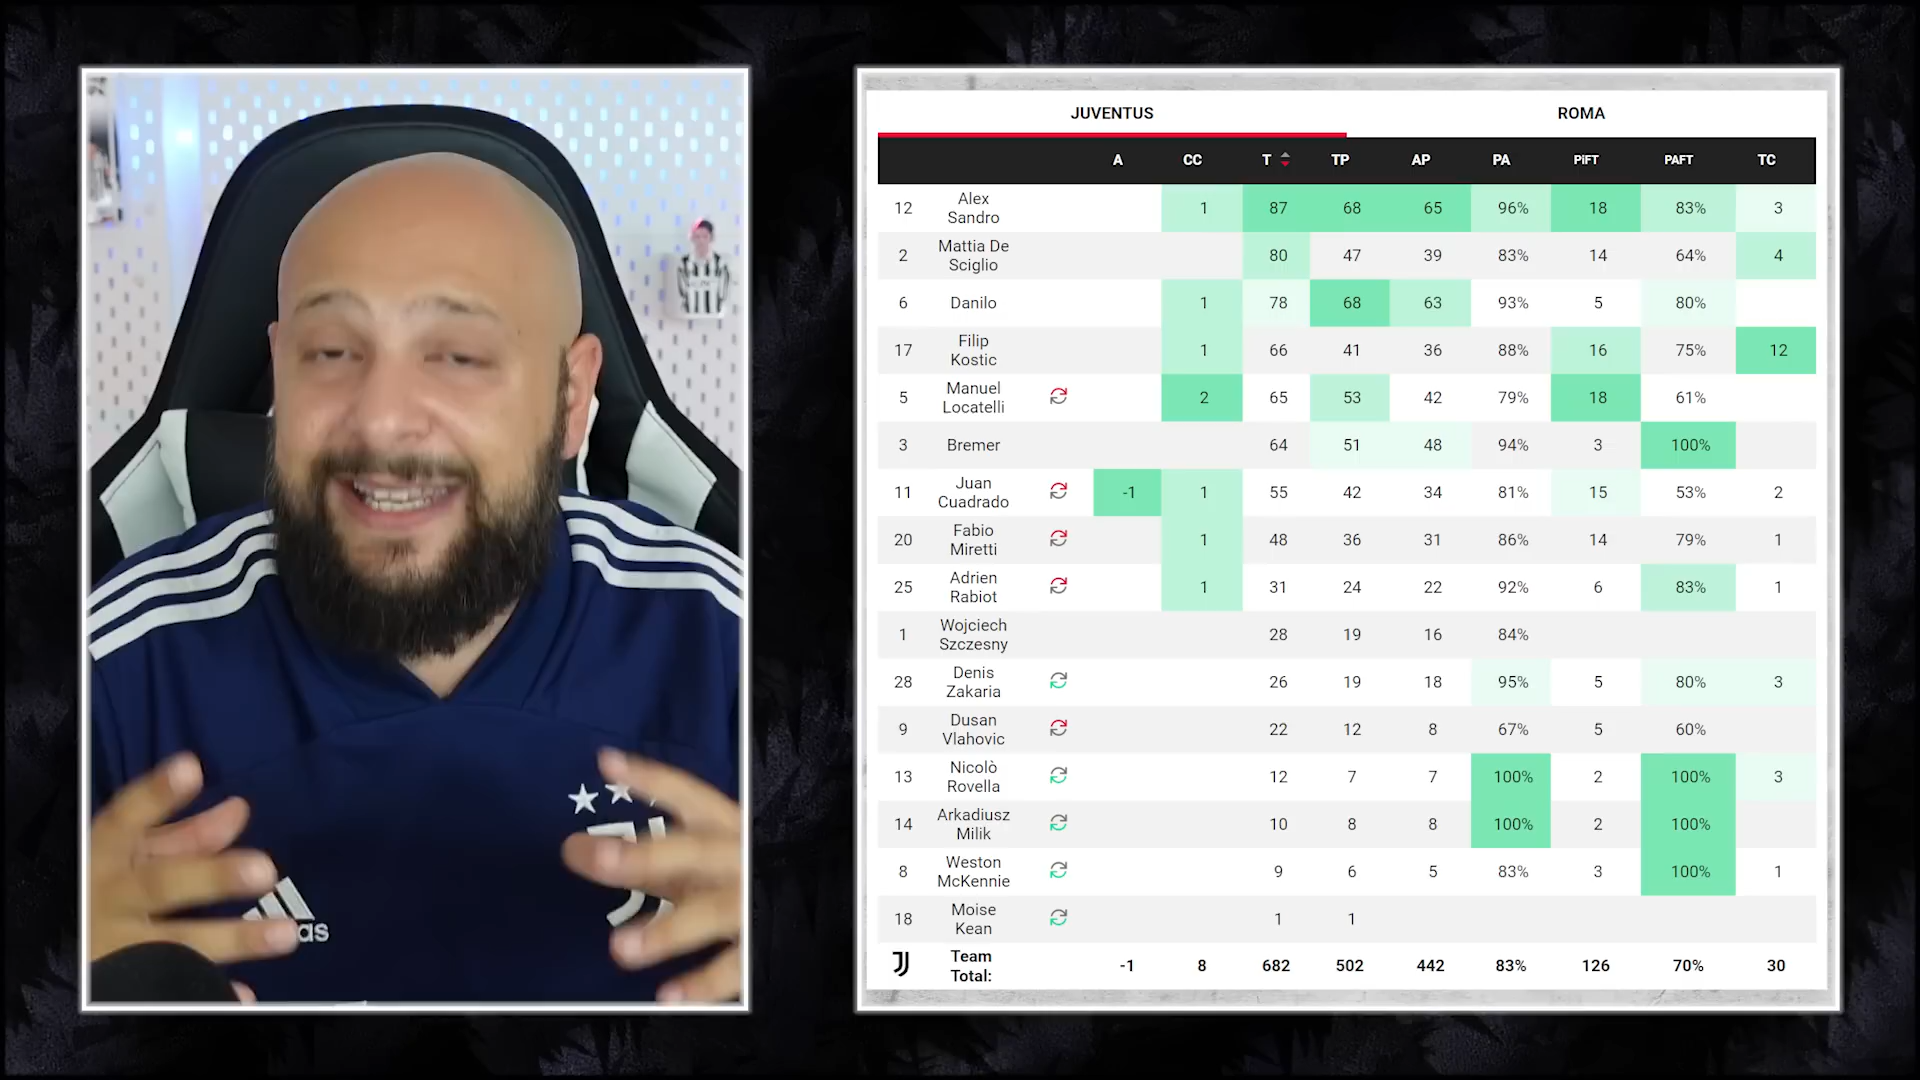 JUVENTUS ROMA
A CC T TP AP PA PiFT PAFT TC
12 Alex Sandro 1 87 68 65 96% 18 83% 3
2 Mattia De Sciglio 80 47 39 83% 14 64% 4
6 Danilo 1 78 68 63 93% 5 80%
17 Filip Kostic 1 66 41 36 88% 16 75% 12
5 Manuel Locatelli 2 65 53 42 79% 18 61%
3 Bremer 64 51 48 94% 3 100%
11 Juan Cuadrado -1 1 55 42 34 81% 15 53% 2
20 Fabio Miretti 1 48 36 31 86% 14 79% 1
25 Adrien Rabiot 1 31 24 22 92% 6 83% 1
1 Wojciech Szczesny 28 19 16 84%
28 Denis Zakaria 26 19 18 95% 5 80% 3
9 Dusan Vlahovic 22 12 8 67% 5 60%
13 Nicolò Rovella 12 7 7 100% 2 100% 3
14 Arkadiusz Milik 10 8 8 100% 2 100%
8 Weston McKennie 9 6 5 83% 3 100% 1
18 Moise Kean 1 1
Team Total: -1 8 682 502 442 83% 126 70% 30
as